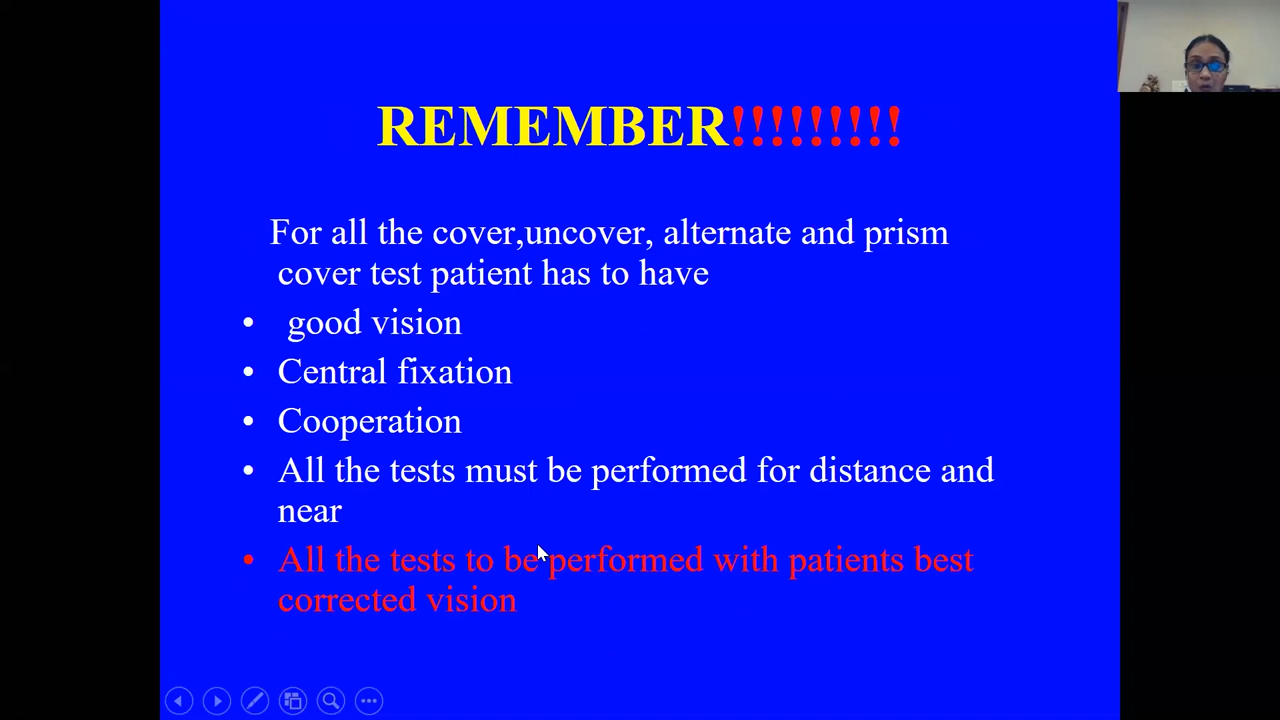 REMEMBER!!!!!!!!!
For all the cover,uncover, alternate and prism
cover test patient has to have
• good vision
• Central fixation
• Cooperation
• All the tests must be performed for distance and
near
• All the tests to be performed with patients best
corrected vision